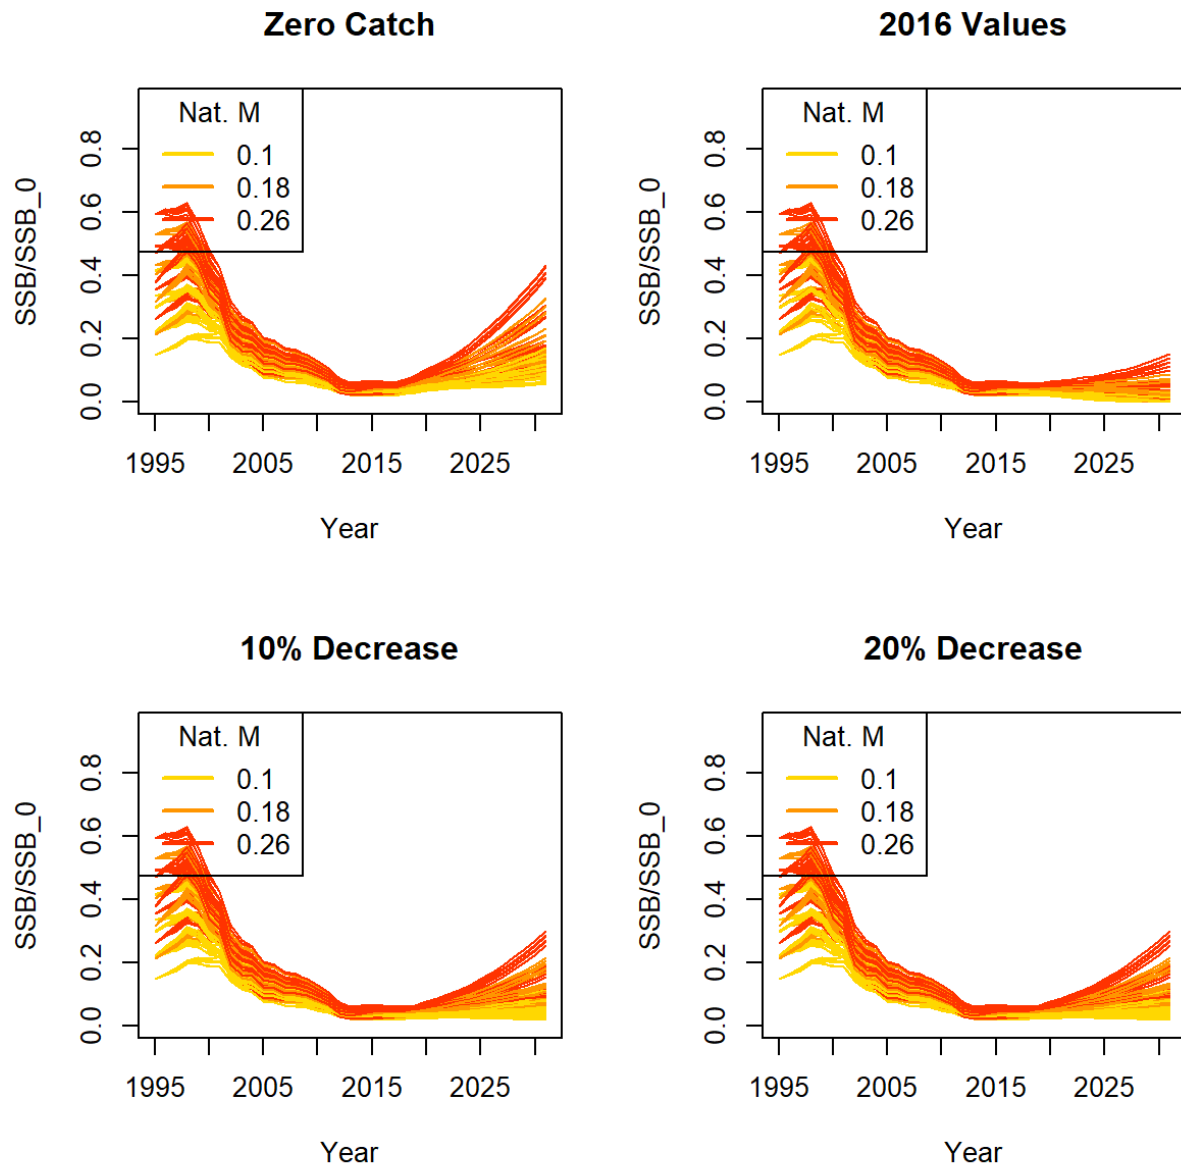 Zero Catch
Nat. M
0.1
0.18
0.26
SSB/SSB_0
0.0 0.2 0.4 0.6 0.8
1995 2005 2015 2025
Year
2016 Values
Nat. M
0.1
0.18
0.26
SSB/SSB_0
0.0 0.2 0.4 0.6 0.8
1995 2005 2015 2025
Year
10% Decrease
Nat. M
0.1
0.18
0.26
SSB/SSB_0
0.0 0.2 0.4 0.6 0.8
1995 2005 2015 2025
Year
20% Decrease
Nat. M
0.1
0.18
0.26
SSB/SSB_0
0.0 0.2 0.4 0.6 0.8
1995 2005 2015 2025
Year